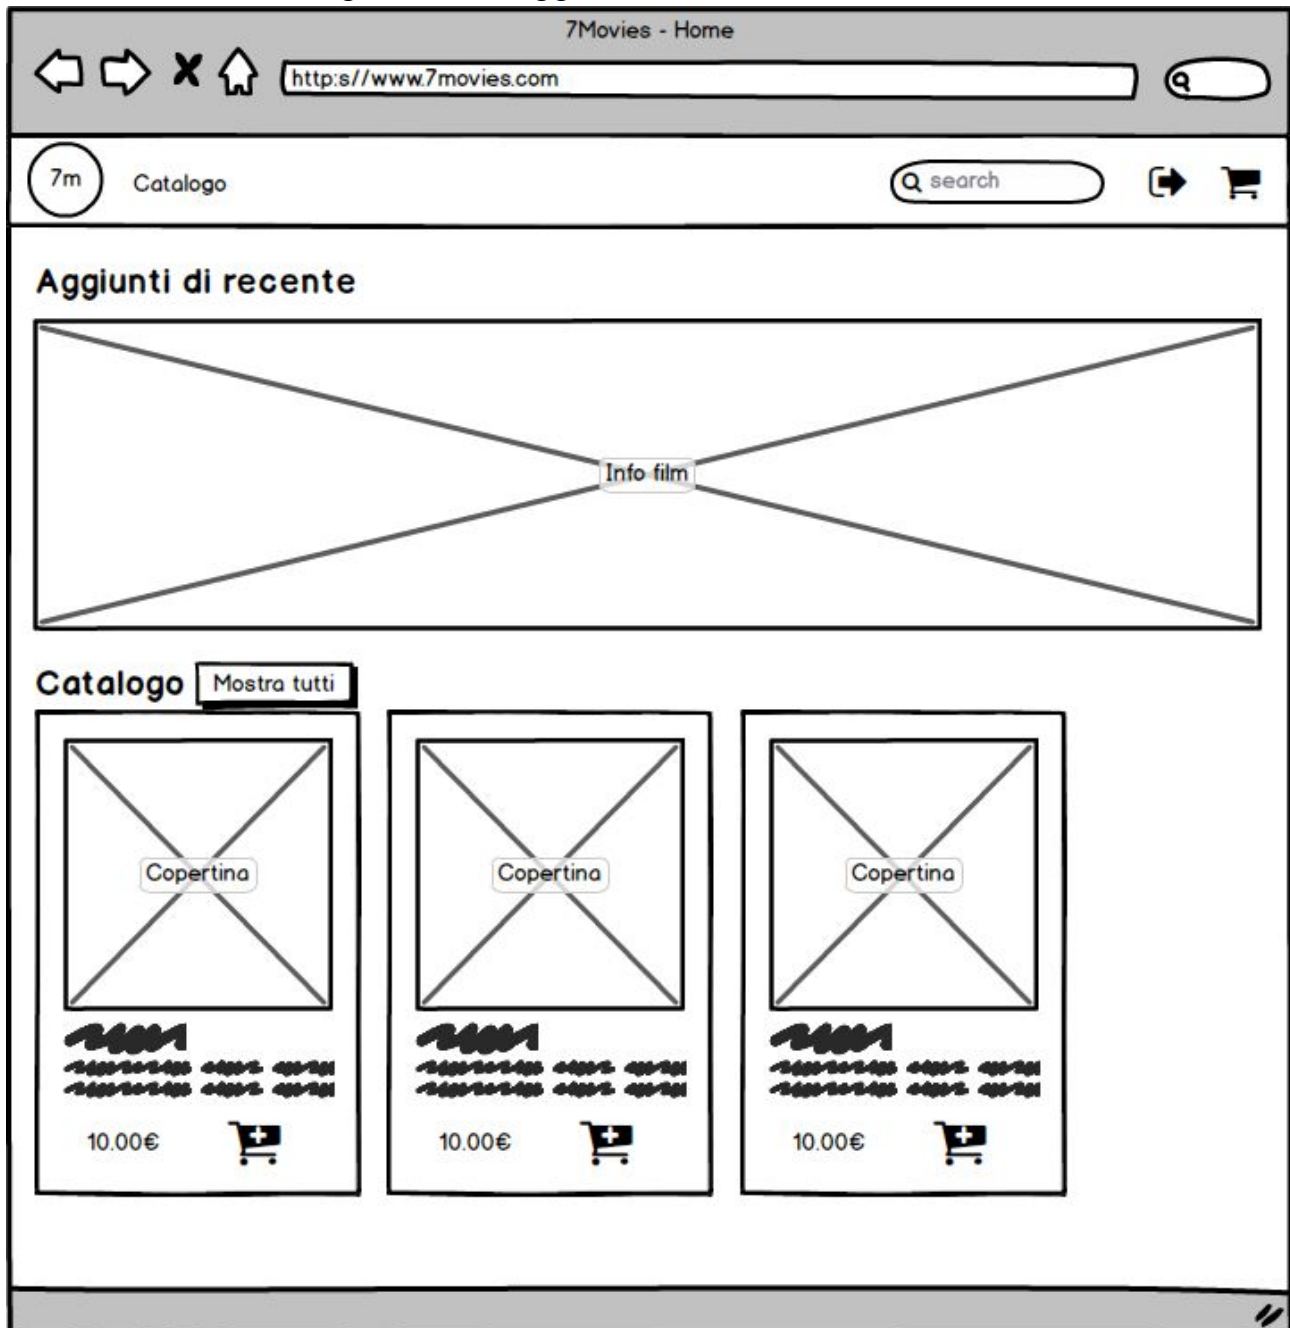 7Movies - Home
http:s//www.7movies.com
7m Catalogo search
Aggiunti di recente
Info film
Catalogo Mostra tutti
Copertina Copertina Copertina
10.00€ 10.00€ 10.00€